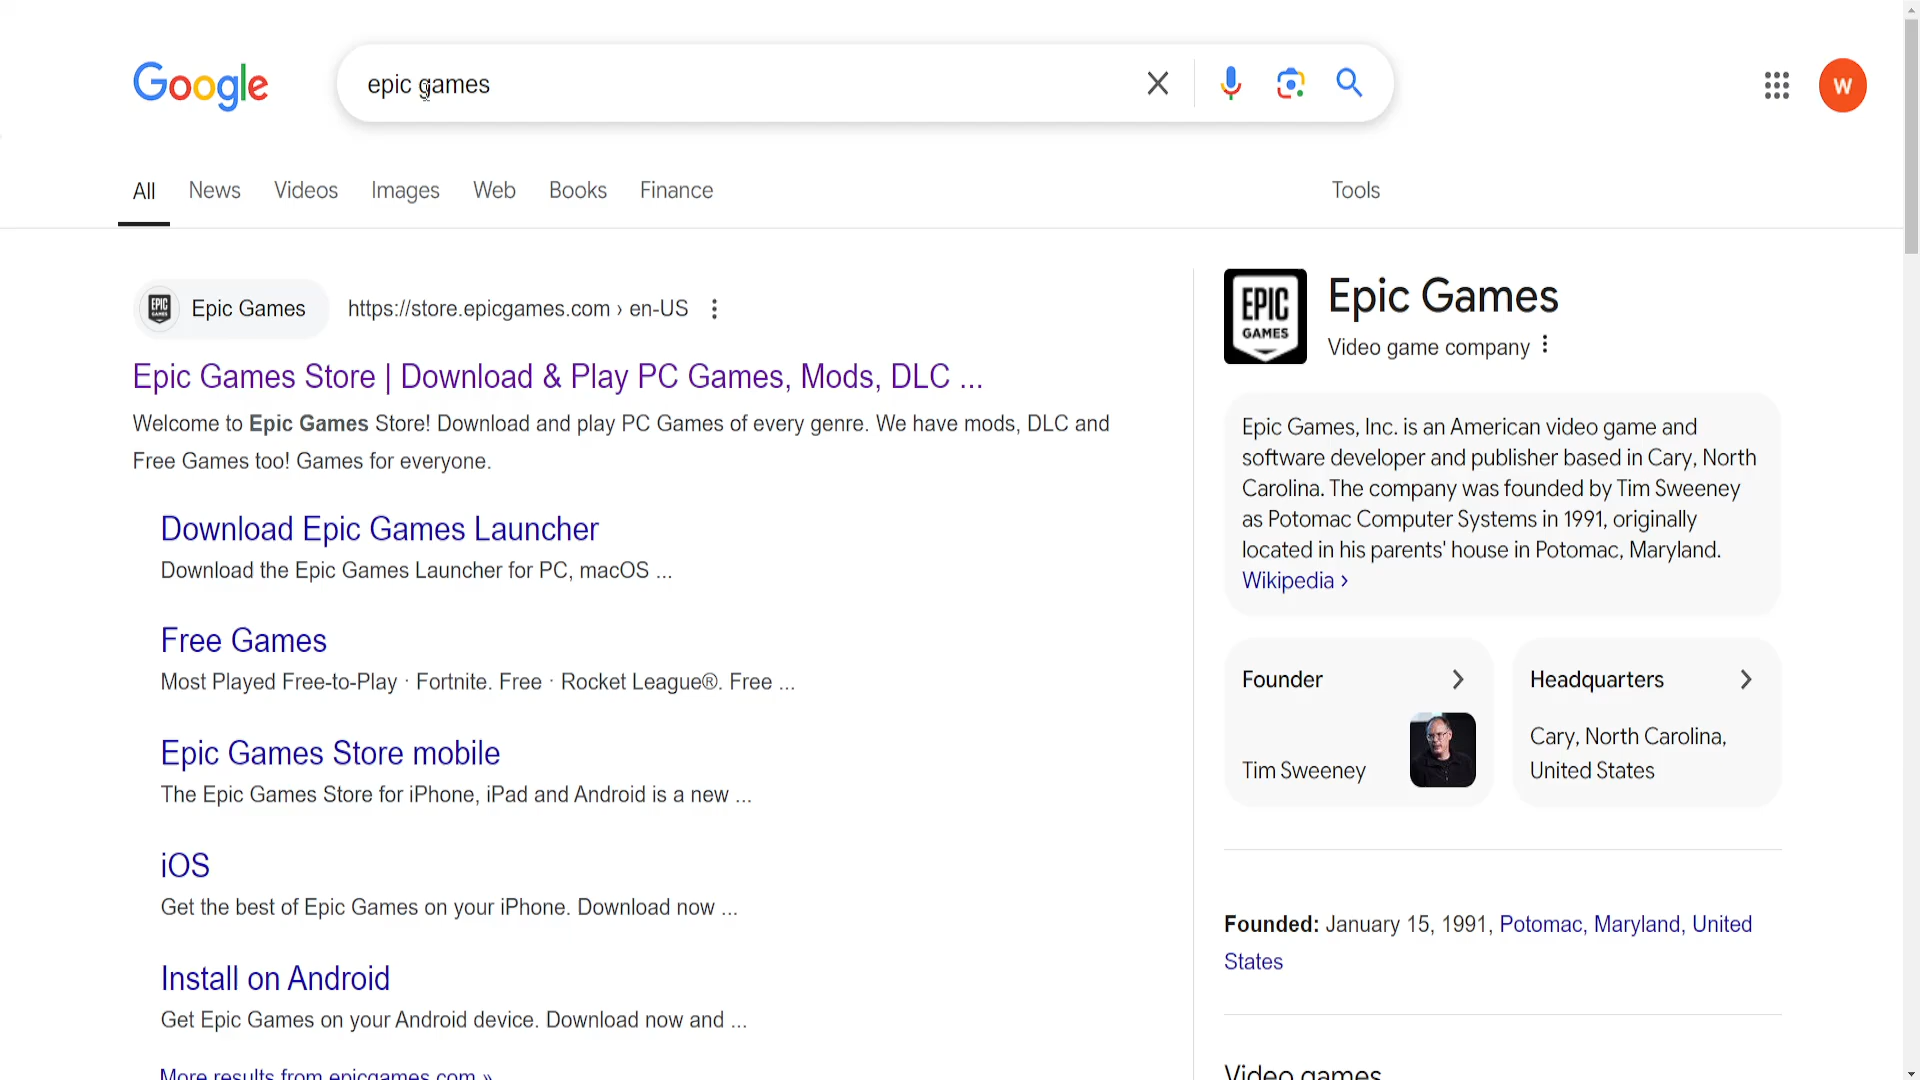 Google
epic games
W
All News Videos Images Web Books Finance Tools
EPIC GAMES Epic Games https://store.epicgames.com › en-US
Epic Games Store | Download & Play PC Games, Mods, DLC ...
Welcome to Epic Games Store! Download and play PC Games of every genre. We have mods, DLC and
Free Games too! Games for everyone.
Download Epic Games Launcher
Download the Epic Games Launcher for PC, macOS ...
Free Games
Most Played Free-to-Play · Fortnite. Free · Rocket League®. Free ...
Epic Games Store mobile
The Epic Games Store for iPhone, iPad and Android is a new ...
iOS
Get the best of Epic Games on your iPhone. Download now ...
Install on Android
Get Epic Games on your Android device. Download now and ...
More results from epicgames.com »
EPIC
GAMES
Epic Games
Video game company
Epic Games, Inc. is an American video game and
software developer and publisher based in Cary, North
Carolina. The company was founded by Tim Sweeney
as Potomac Computer Systems in 1991, originally
located in his parents' house in Potomac, Maryland.
Wikipedia ›
Founder
Tim Sweeney
Headquarters
Cary, North Carolina,
United States
Founded: January 15, 1991, Potomac, Maryland, United
States
Video games